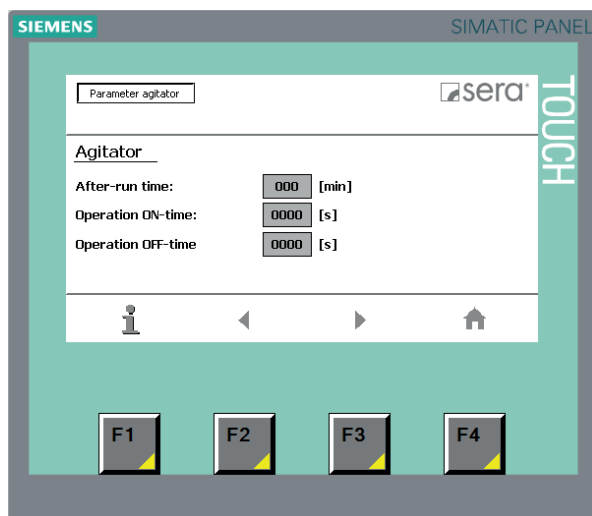 SIEMENS
SIMATIC PANEL
Parameter agitator
sera
TOUCH
Agitator
After-run time: 000 [min]
Operation ON-time: 0000 [s]
Operation OFF-time 0000 [s]
F1 F2 F3 F4